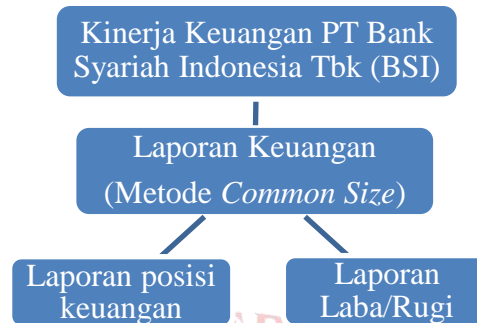 Kinerja Keuangan PT Bank
Syariah Indonesia Tbk (BSI)
Laporan Keuangan
(Metode Common Size)
Laporan posisi
keuangan
Laporan
Laba/Rugi